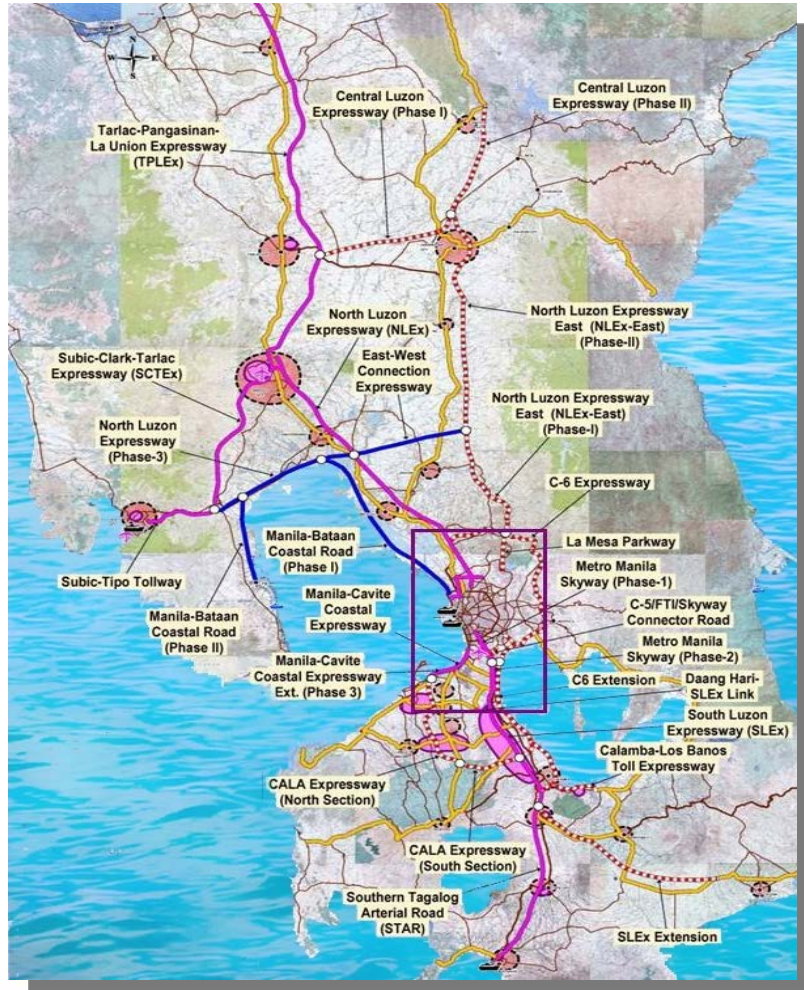 N
W
E
S
Central Luzon
Expressway (Phase I)
Central Luzon
Expressway (Phase II)
Tarlac-Pangasinan-
La Union Expressway
(TPLEx)
North Luzon
Expressway (NLEx)
North Luzon Expressway
East (NLEx-East)
Phase-II)
Subic-Clark-Tarlac
Expressway (SCTEx)
East-West
Connection
Expressway
North Luzon Expressway
East (NLEx-East)
Phase-I)
North Luzon
Expressway
(Phase-3)
C-6 Expressway
Manila-Bataan
Coastal Road
(Phase I)
La Mesa Parkway
Metro Manila
Skyway (Phase-1)
Subic-Tipo Tollway
Manila-Cavite
Coastal
Expressway
C-5/FTI/Skyway
Connector Road
Manila-Bataan
Coastal Road
(Phase II)
Metro Manila
Skyway (Phase-2)
Manila-Cavite
Coastal Expressway
Ext. (Phase 3)
C6 Extension
Daang Hari-
SLEx Link
South Luzon
Expressway (SLEx)
Calamba-Los Banos
Toll Expressway
CALA Expressway
(North Section)
CALA Expressway
(South Section)
Southern Tagalog
Arterial Road
(STAR)
SLEx Extension